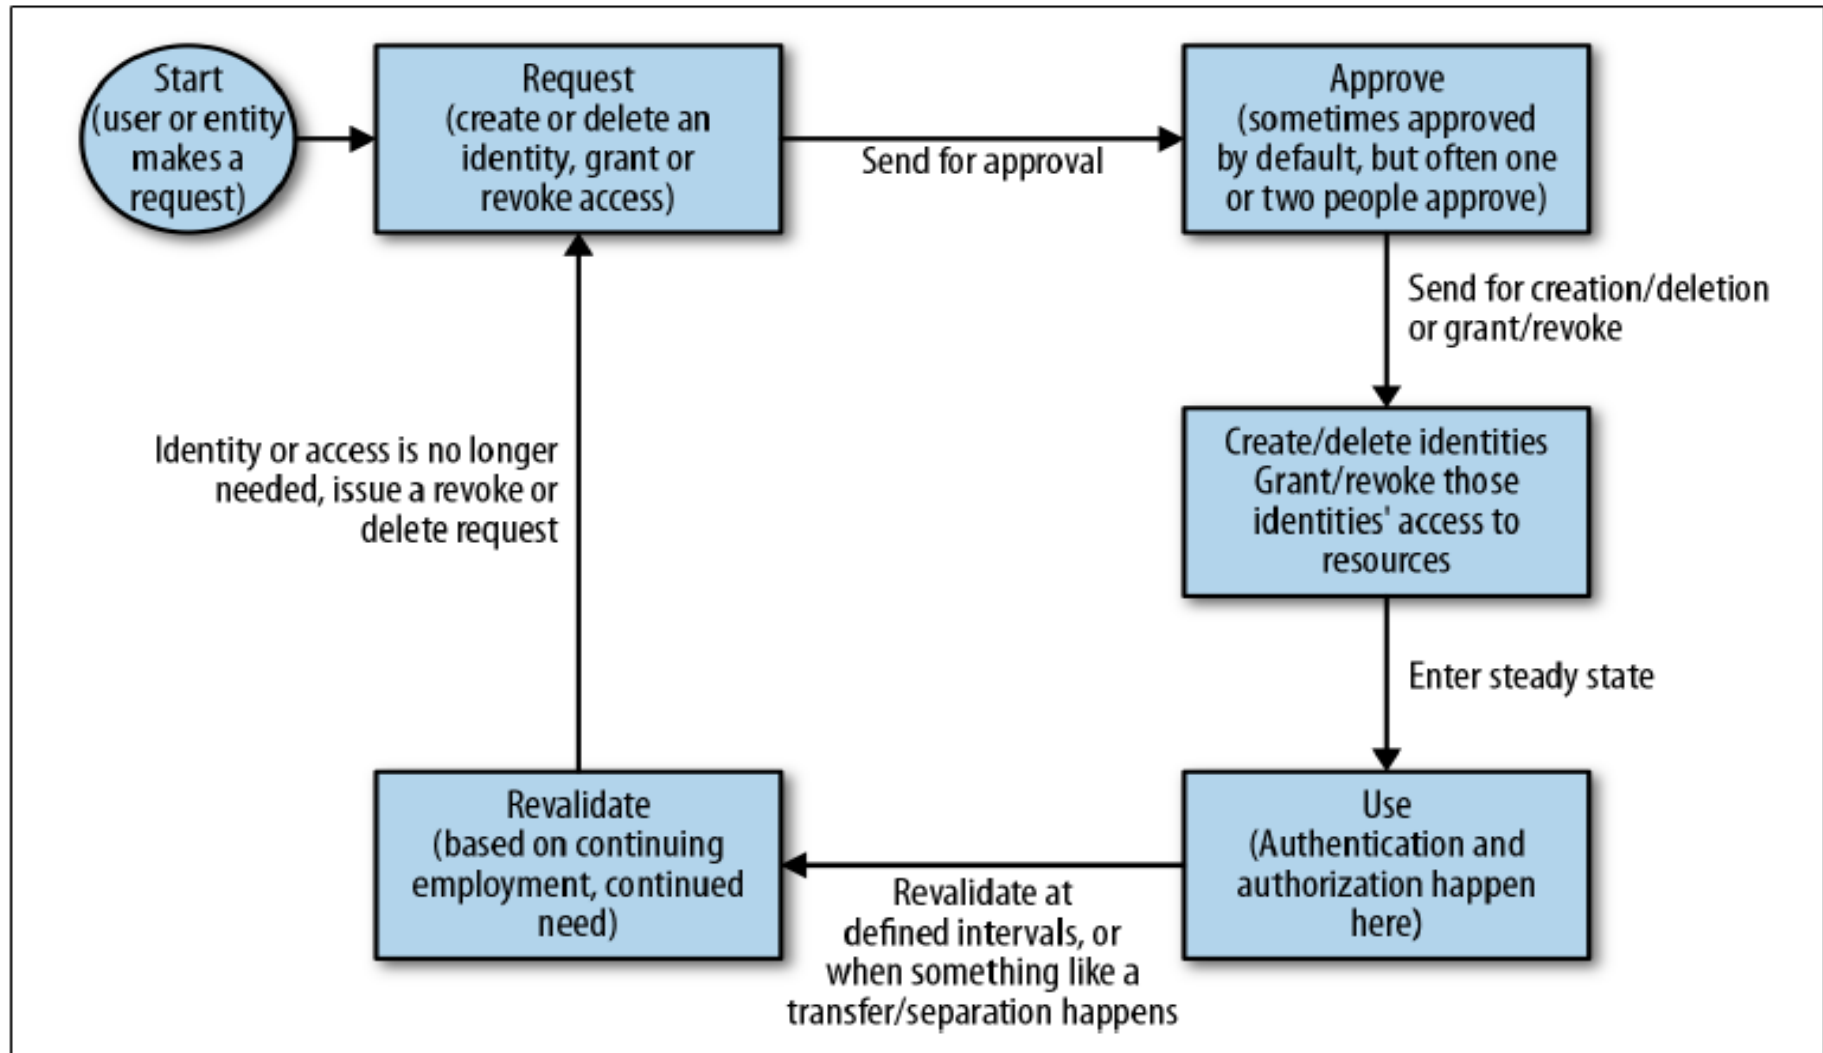 Start
(user or entity
makes a
request)
Request
(create or delete an
identity, grant or
revoke access)
Send for approval
Approve
(sometimes approved
by default, but often one
or two people approve)
Send for creation/deletion
or grant/revoke
Create/delete identities
Grant/revoke those
identities' access to
resources
Enter steady state
Use
(Authentication and
authorization happen
here)
Revalidate at
defined intervals, or
when something like a
transfer/separation happens
Revalidate
(based on continuing
employment, continued
need)
Identity or access is no longer
needed, issue a revoke or
delete request